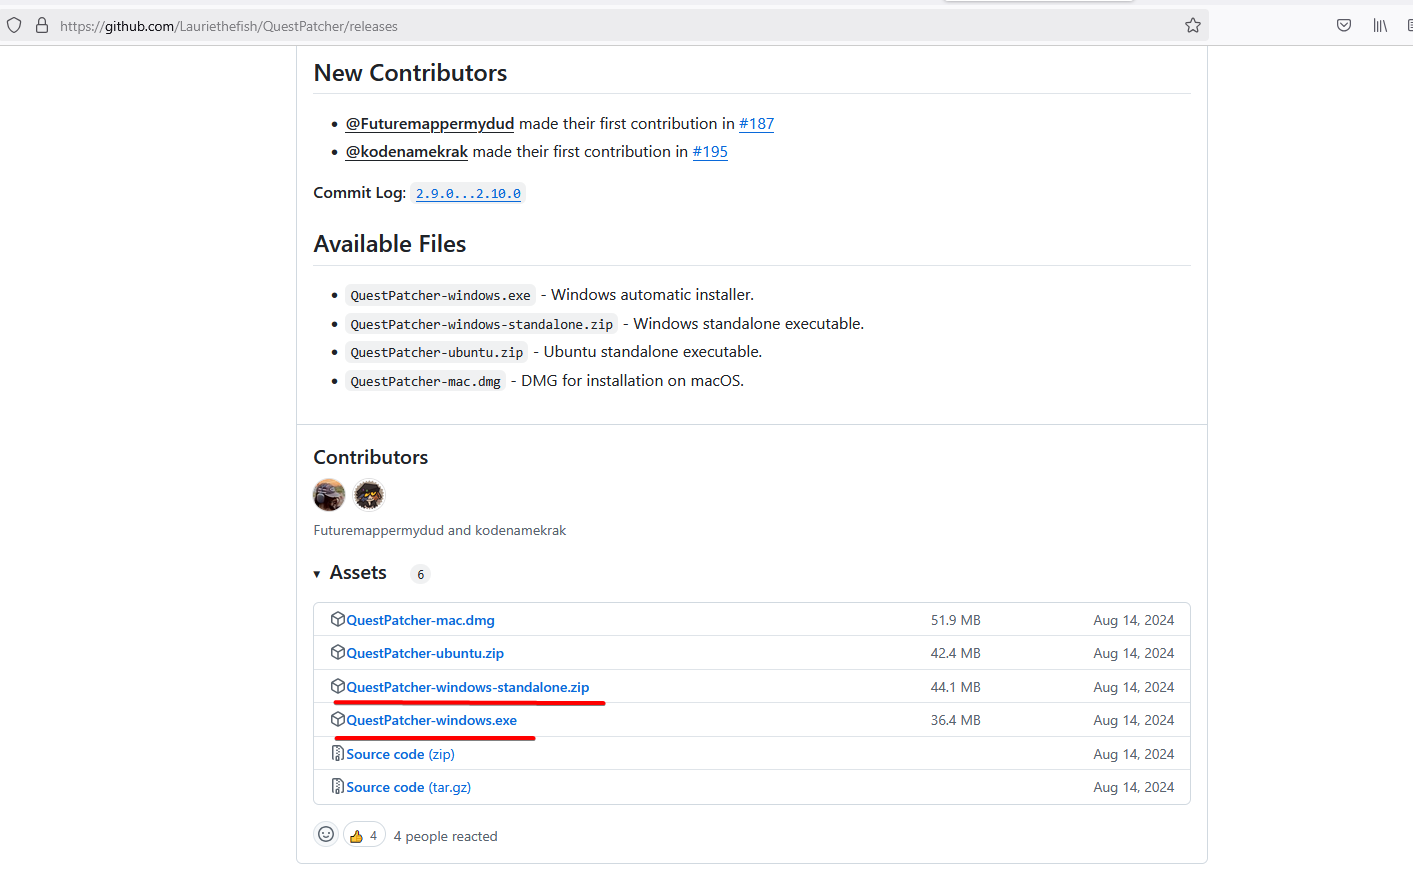 https://github.com/Lauriethefish/QuestPatcher/releases
New Contributors
@Futuremappermydud made their first contribution in #187
@kodenamekrak made their first contribution in #195
Commit Log: 2.9.0...2.10.0
Available Files
QuestPatcher-windows.exe - Windows automatic installer.
QuestPatcher-windows-standalone.zip - Windows standalone executable.
QuestPatcher-ubuntu.zip - Ubuntu standalone executable.
QuestPatcher-mac.dmg - DMG for installation on macOS.
Contributors
Futuremappermydud and kodenamekrak
Assets 6
QuestPatcher-mac.dmg 51.9 MB Aug 14, 2024
QuestPatcher-ubuntu.zip 42.4 MB Aug 14, 2024
QuestPatcher-windows-standalone.zip 44.1 MB Aug 14, 2024
QuestPatcher-windows.exe 36.4 MB Aug 14, 2024
Source code (zip) Aug 14, 2024
Source code (tar.gz) Aug 14, 2024
4 4 people reacted